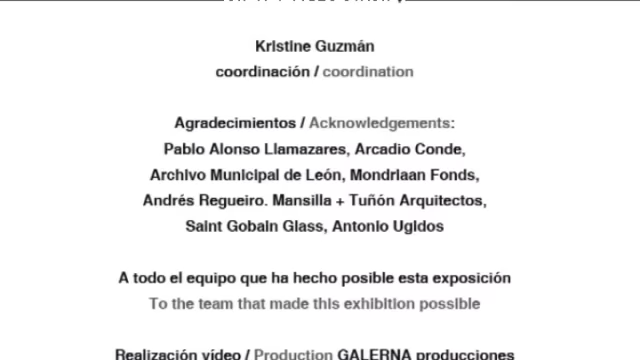 Kristine Guzmán
coordinación / coordination
Agradecimientos / Acknowledgements:
Pablo Alonso Llamazares, Arcadio Conde,
Archivo Municipal de León, Mondriaan Fonds,
Andrés Regueiro. Mansilla + Tuñón Arquitectos,
Saint Gobain Glass, Antonio Ugidos
A todo el equipo que ha hecho posible esta exposición
To the team that made this exhibition possible
Realización vídeo / Production GALERNA producciones